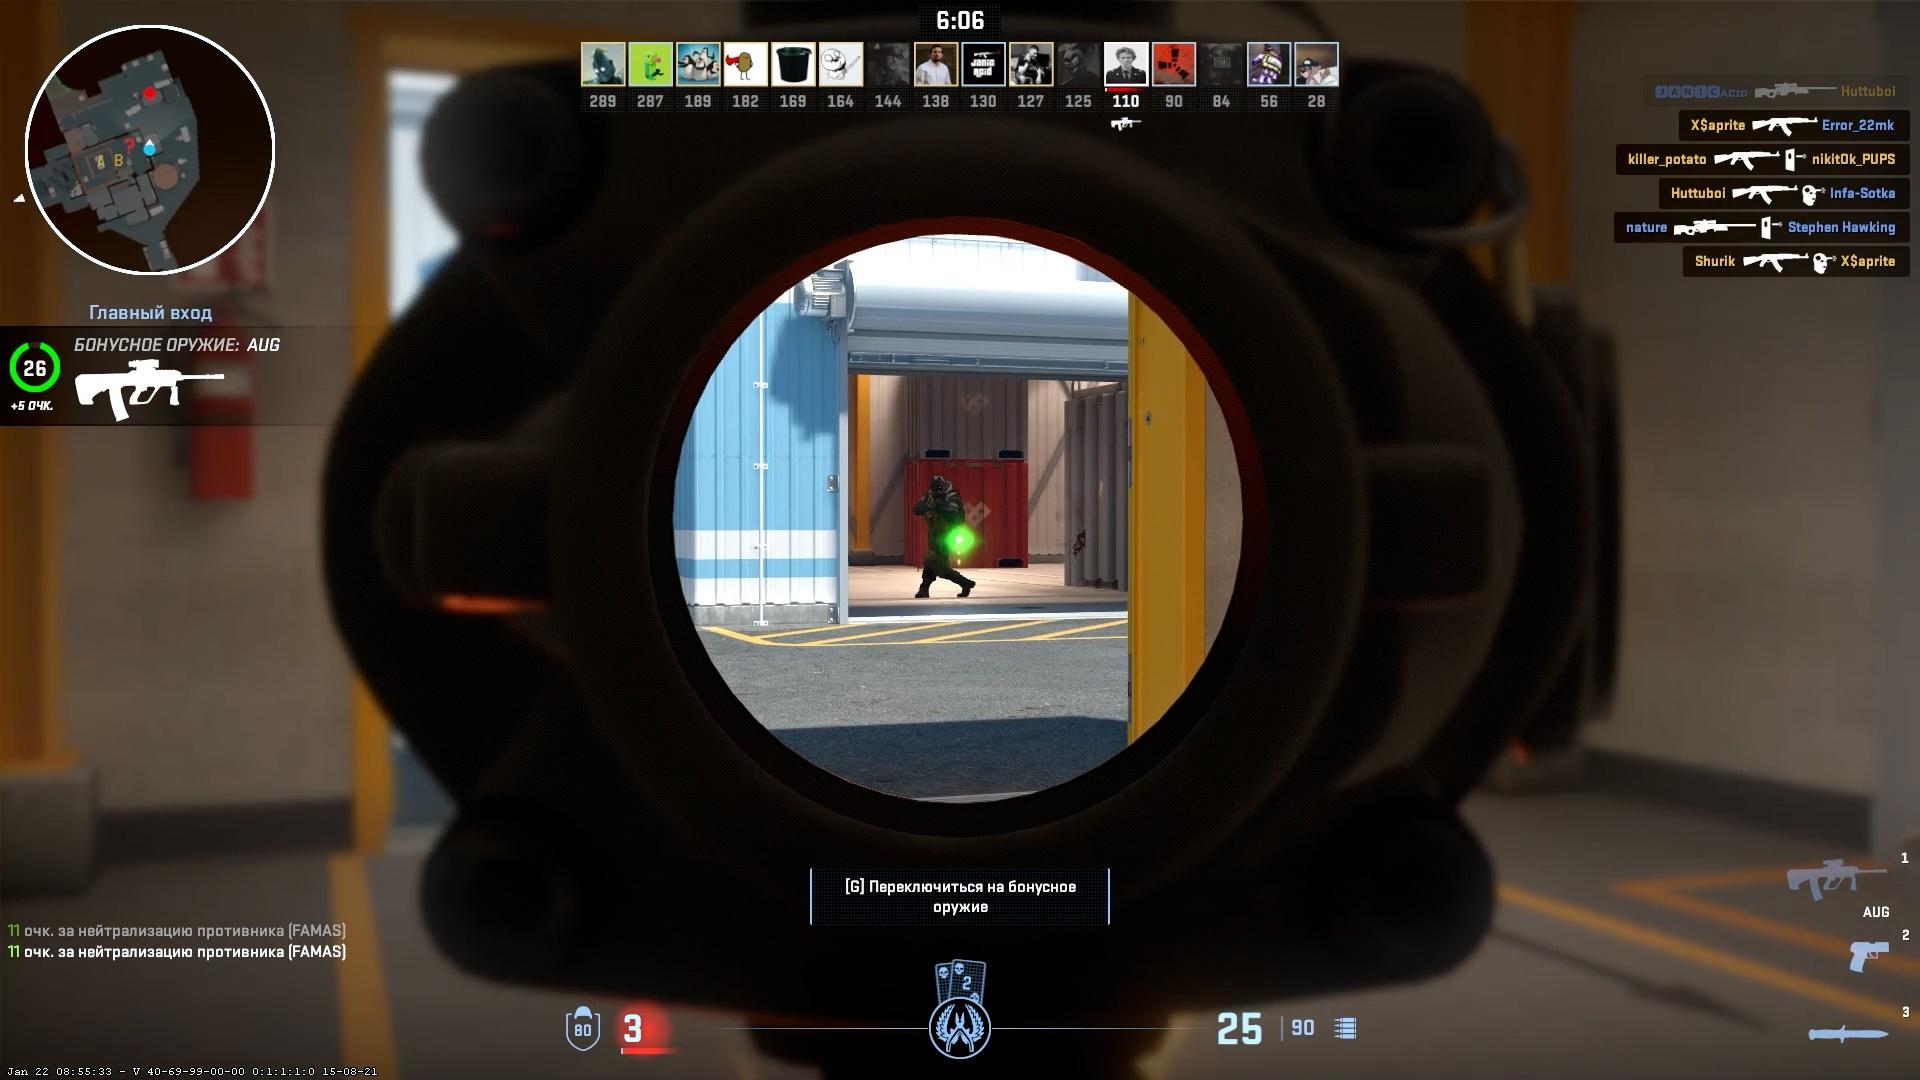 6:06
289 287 189 182 169 164 144 138 130 127 125 110 90 84 56 28
JANIC ACID
JANICACID Huttuboi
X$aprite Error_22mk
killer_potato nikit0k_PUPS
Huttuboi Infa-Sotka
nature Stephen Hawking
Shurik X$aprite
A B ?
Главный вход
БОНУСНОЕ ОРУЖИЕ: AUG
26
+5 ОЧК.
[G] Переключиться на бонусное
оружие
1
AUG
2
3
11 очк. за нейтрализацию противника (FAMAS)
11 очк. за нейтрализацию противника (FAMAS)
2
80 3 25 90
Jan 22 08:55:33 - V 40-69-99-00-00 0:1:1:1:0 15-08-21